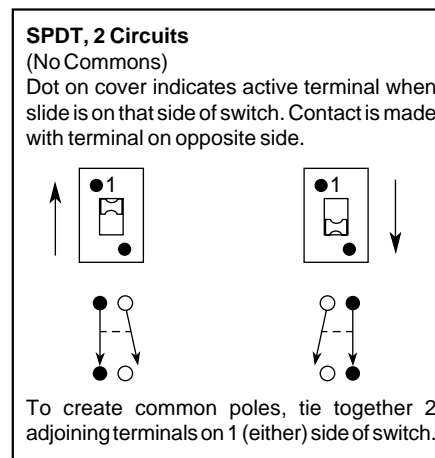 SPDT, 2 Circuits
(No Commons)
Dot on cover indicates active terminal when
slide is on that side of switch. Contact is made
with terminal on opposite side.
1
1
To create common poles, tie together 2
adjoining terminals on 1 (either) side of switch.